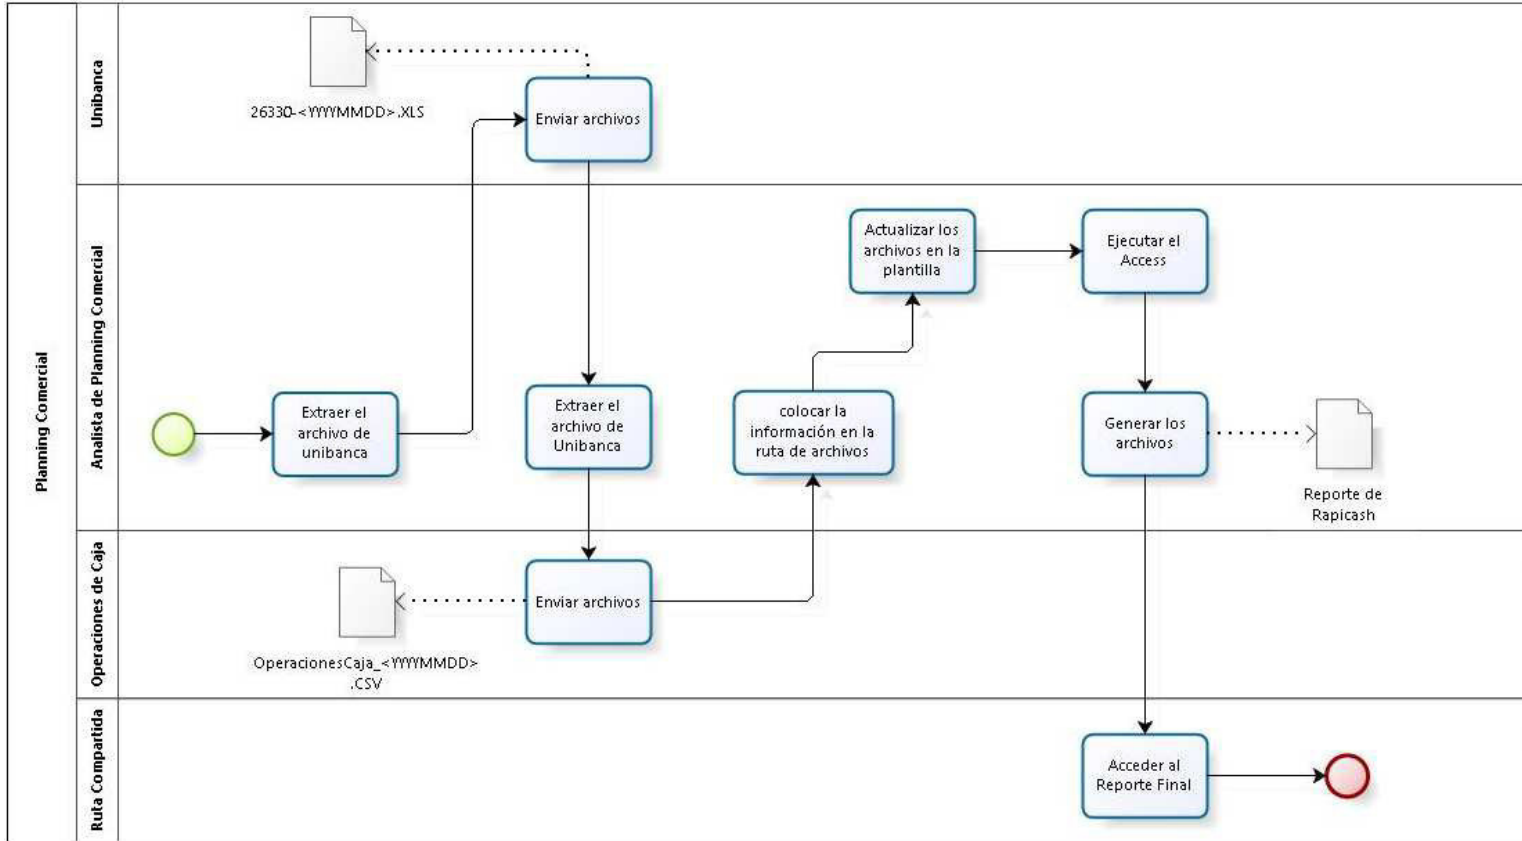 Planning Comercial
Unibanca
26330-<YYYYMMDD>.XLS
Enviar archivos
Analista de Planning Comercial
Extraer el
archivo de
unibanca
Extraer el
archivo de
Unibanca
colocar la
información en la
ruta de archivos
Actualizar los
archivos en la
plantilla
Ejecutar el
Access
Generar los
archivos
Reporte de
Rapicash
Operaciones de Caja
OperacionesCaja_<YYYYMMDD>
.CSV
Enviar archivos
Ruta Compartida
Acceder al
Reporte Final